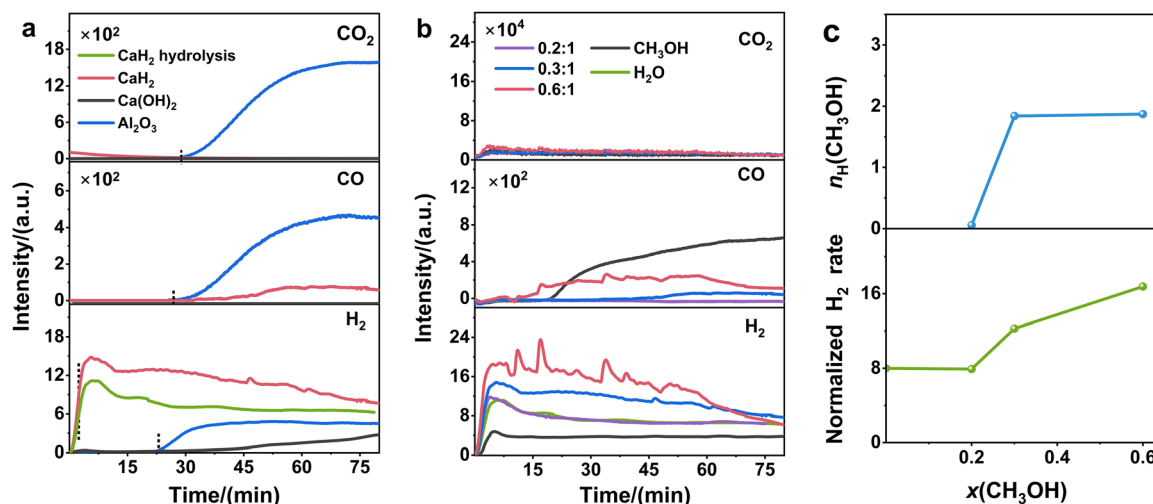 a
×10²
CO₂
CaH₂ hydrolysis
CaH₂
Ca(OH)₂
Al₂O₃
18
12
6
0
CO
6
4
2
0
H₂
18
12
6
0
15 30 45 60 75
Intensity/(a.u.)
Time/(min)
b
×10⁴
CO₂
0.2:1
0.3:1
0.6:1
CH₃OH
H₂O
24
16
8
0
×10²
CO
12
8
4
0
H₂
24
16
8
0
15 30 45 60 75
Intensity/(a.u.)
Time/(min)
c
3
2
1
0
n_H(CH₃OH)
16
8
0
Normalized H₂ rate
0.2 0.4 0.6
x(CH₃OH)